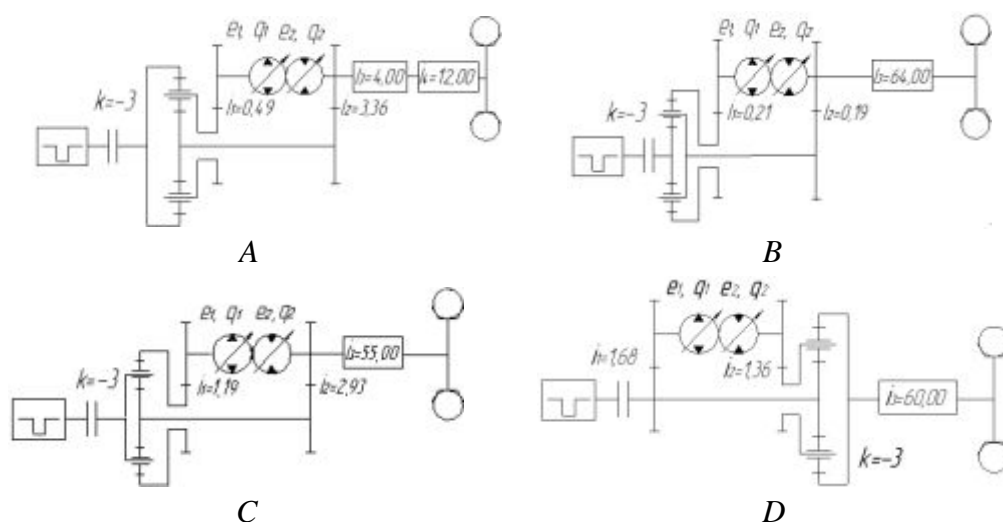 e1, q1 e2, q2
k=-3
i1=0,49
i2=3,36
i3=4,00
i4=12,00
A
e1, q1 e2, q2
k=-3
i1=0,21
i2=0,19
i3=64,00
B
e1, q1 e2, q2
k=-3
i1=1,19
i2=2,93
i3=55,00
C
e1, q1 e2, q2
i1=1,68
i2=1,36
i3=60,00
k=-3
D